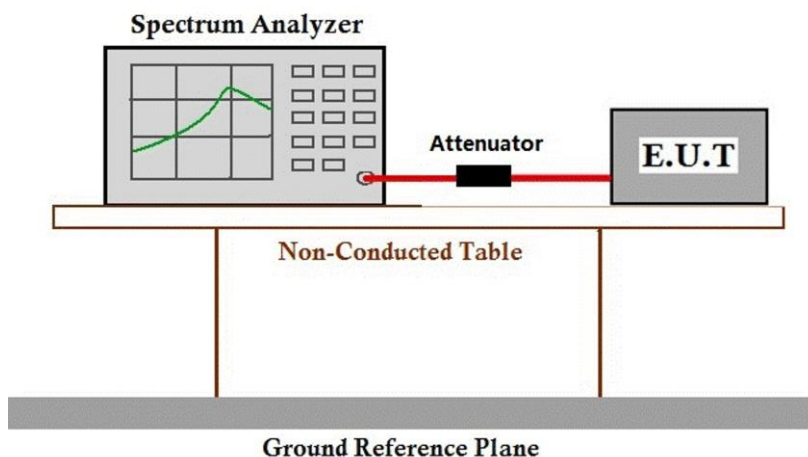 Spectrum Analyzer
Attenuator
E.U.T
Non-Conducted Table
Ground Reference Plane